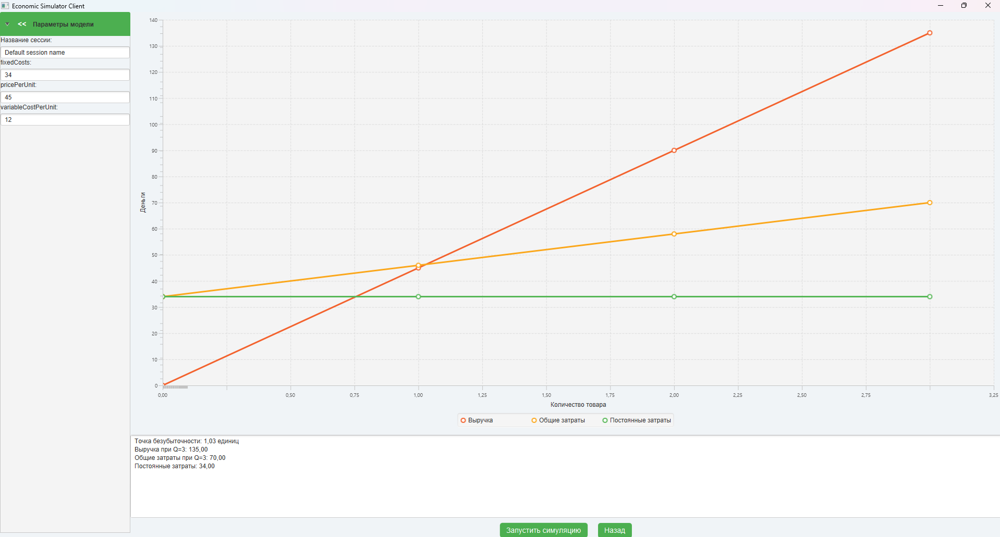 Economic Simulator Client
<< Параметры модели
Название сессии:
Default session name
fixedCosts:
34
pricePerUnit:
45
variableCostPerUnit:
12
140
130
120
110
100
90
80
70
60
50
40
30
20
10
0
Деньги
0,00 0,50 0,75 1,00 1,25 1,50 1,75 2,00 2,25 2,50 2,75 3,25
Количество товара
Выручка Общие затраты Постоянные затраты
Точка безубыточности: 1,03 единиц
Выручка при Q=3: 135,00
Общие затраты при Q=3: 70,00
Постоянные затраты: 34,00
Запустить симуляцию Назад